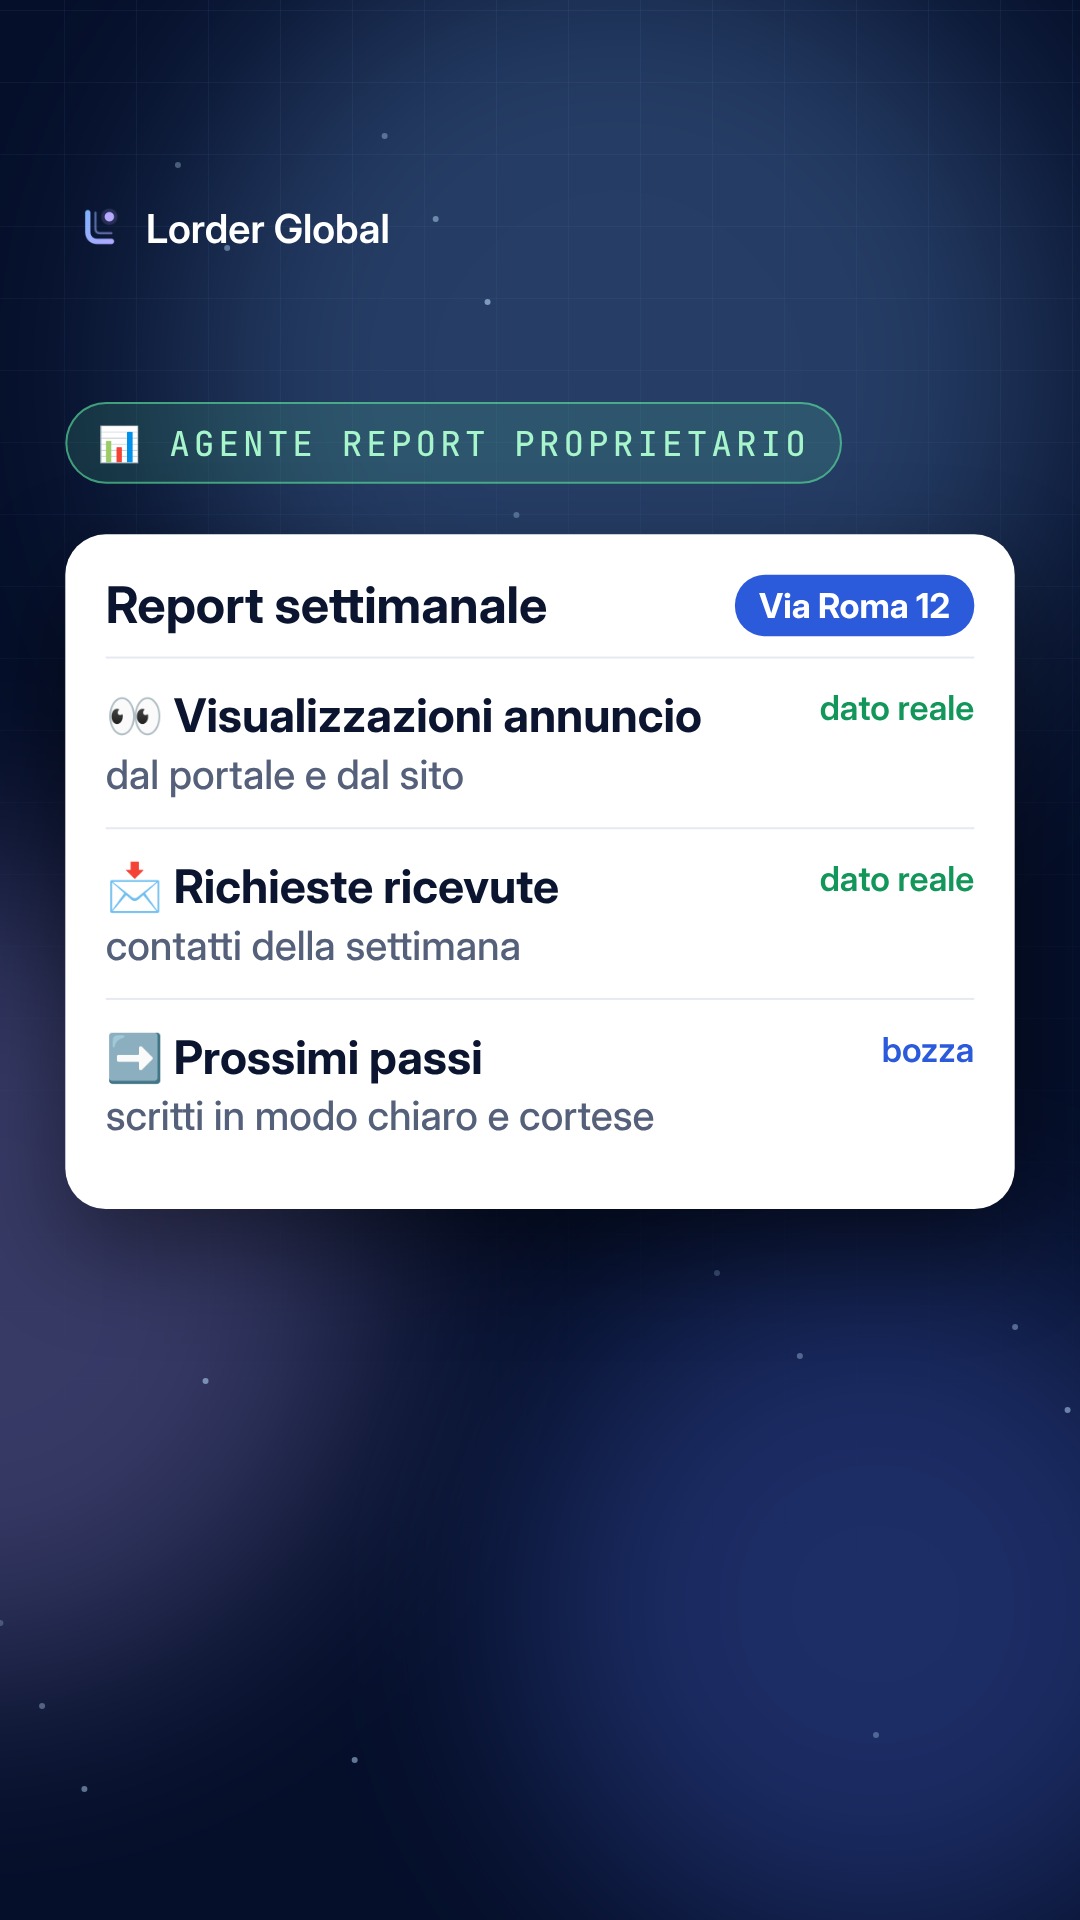 Lorder Global
📊 AGENTE REPORT PROPRIETARIO
Report settimanale
Via Roma 12
👀 Visualizzazioni annuncio
dato reale
dal portale e dal sito
📩 Richieste ricevute
dato reale
contatti della settimana
➡️ Prossimi passi
bozza
scritti in modo chiaro e cortese